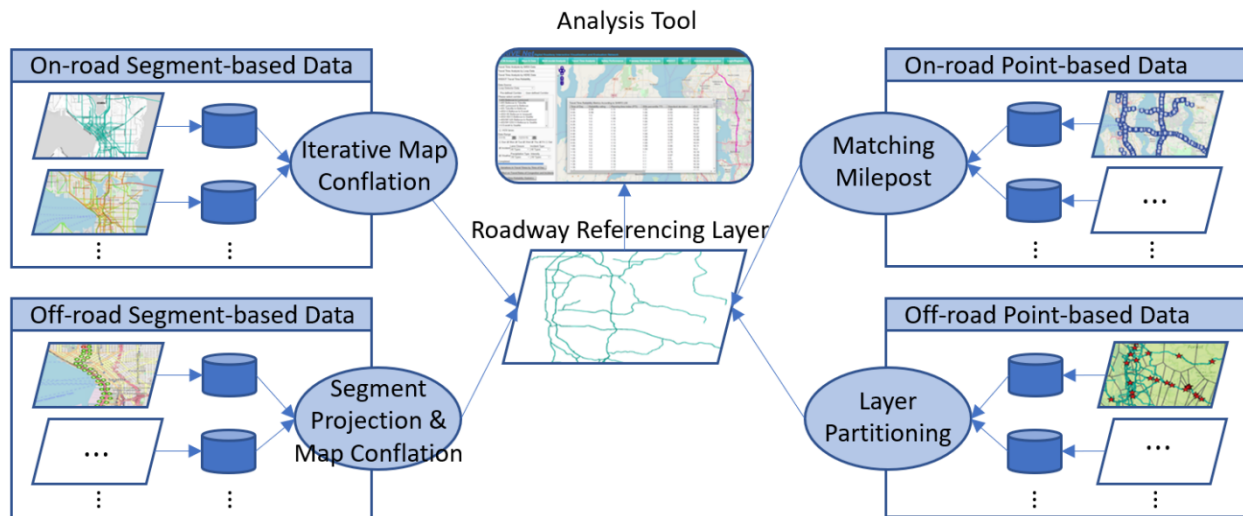 Analysis Tool
On-road Segment-based Data
Iterative Map
Conflation
On-road Point-based Data
Matching
Milepost
...
Roadway Referencing Layer
Off-road Segment-based Data
Segment
Projection &
Map Conflation
...
Off-road Point-based Data
Layer
Partitioning
...